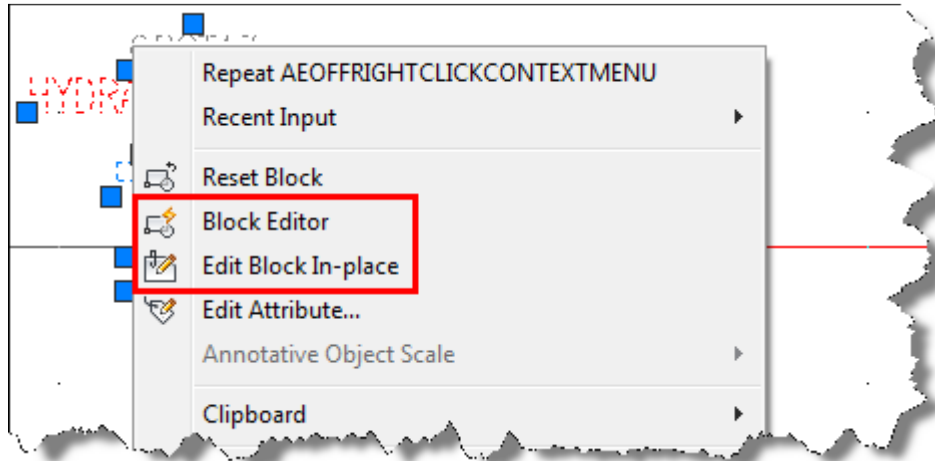 Repeat AEOFFRIGHTCLICKCONTEXTMENU
Recent Input
Reset Block
Block Editor
Edit Block In-place
Edit Attribute...
Annotative Object Scale
Clipboard